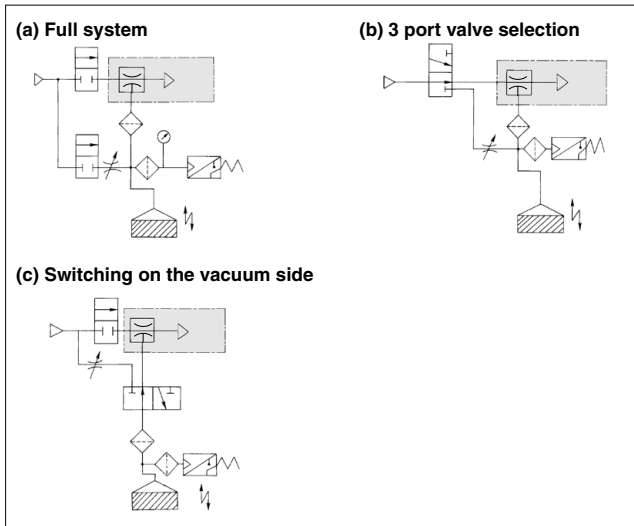 (a) Full system
(b) 3 port valve selection
(c) Switching on the vacuum side